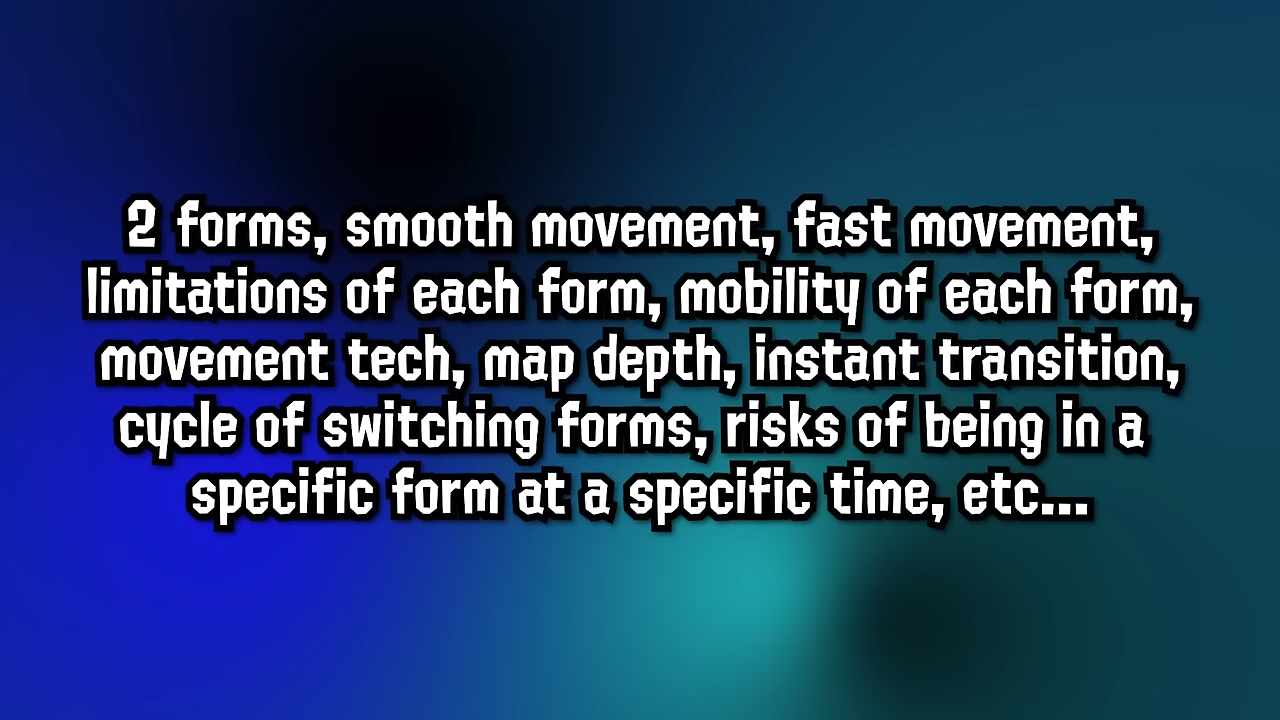 2 forms, smooth movement, fast movement,
limitations of each form, mobility of each form,
movement tech, map depth, instant transition,
cycle of switching forms, risks of being in a
specific form at a specific time, etc...